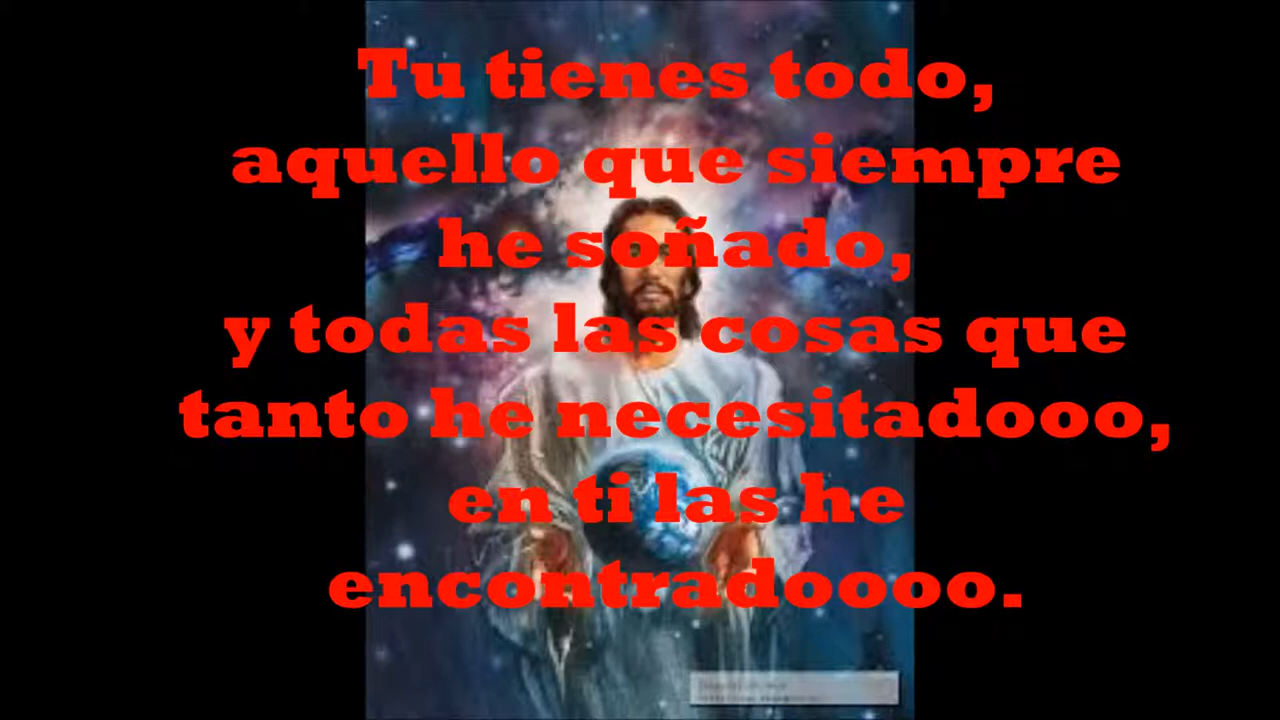 Tu tienes todo,
aquello que siempre
he soñado,
y todas las cosas que
tanto he necesitadooo,
en ti las he
encontradoooo.